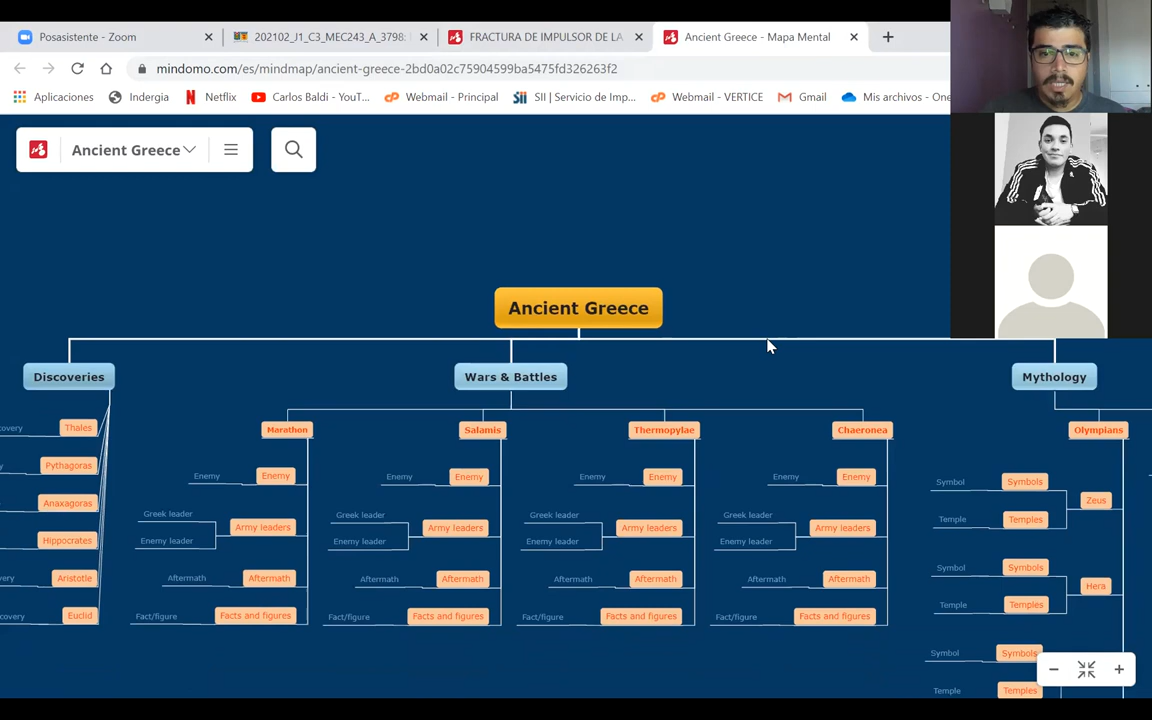 Posasistente - Zoom
202102_J1_C3_MEC243_A_3798:
FRACTURA DE IMPULSOR DE LA
Ancient Greece - Mapa Mental
mindomo.com/es/mindmap/ancient-greece-2bd0a02c75904599ba5475fd326263f2
Aplicaciones
Indergia
Netflix
Carlos Baldi - YouT...
Webmail - Principal
SII | Servicio de Imp...
Webmail - VERTICE
Gmail
Mis archivos - One
Ancient Greece
Ancient Greece
Discoveries
Wars & Battles
Mythology
covery Thales
Marathon
Salamis
Thermopylae
Chaeronea
Olympians
y Pythagoras
Enemy Enemy
Enemy Enemy
Enemy Enemy
Enemy Enemy
Symbol Symbols
Zeus
Temple Temples
Anaxagoras
Greek leader
Army leaders
Enemy leader
Greek leader
Army leaders
Enemy leader
Greek leader
Army leaders
Enemy leader
Greek leader
Army leaders
Enemy leader
Hippocrates
Symbol Symbols
Hera
Temple Temples
very Aristotle
Aftermath Aftermath
Aftermath Aftermath
Aftermath Aftermath
Aftermath Aftermath
covery Euclid
Fact/figure Facts and figures
Fact/figure Facts and figures
Fact/figure Facts and figures
Fact/figure Facts and figures
Symbol Symbols
Temple Temples